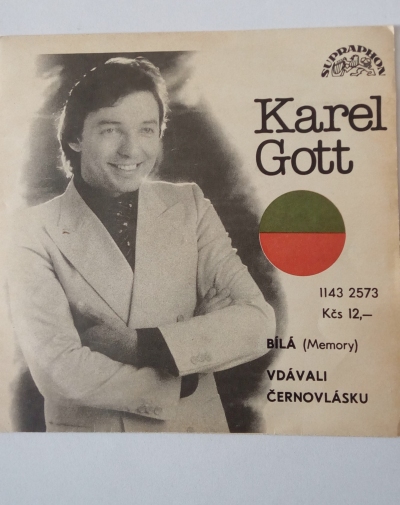 SUPRAPHON
Karel
Gott
1143 2573
Kčs 12,–
BÍLÁ (Memory)
VDÁVALI
ČERNOVLÁSKU